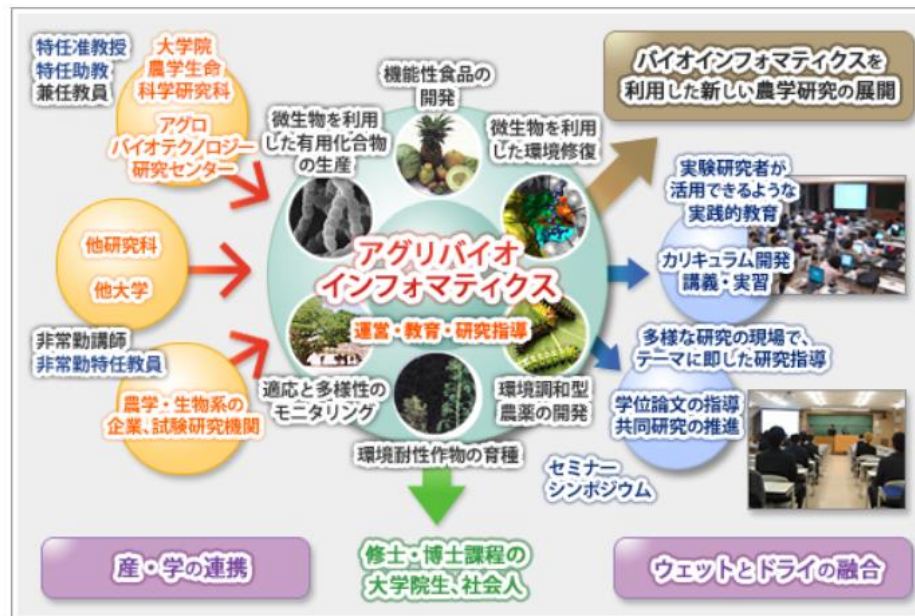 特任准教授
特任助教
兼任教員
大学院
農学生命
科学研究科
アグロ
バイオテクノロジー
研究センター
他研究科
他大学
非常勤講師
非常勤特任教員
農学・生物系の
企業、試験研究機関
機能性食品の
開発
微生物を利用
した有用化合物
の生産
微生物を利用
した環境修復
アグリバイオ
インフォマティクス
運営・教育・研究指導
適応と多様性の
モニタリング
環境耐性作物の育種
環境調和型
農薬の開発
バイオインフォマティクスを
利用した新しい農学研究の展開
実験研究者が
活用できるような
実践的教育
カリキュラム開発
講義・実習
多様な研究の現場で、
テーマに即した研究指導
学位論文の指導
共同研究の推進
セミナー
シンポジウム
産・学の連携
修士・博士課程の
大学院生、社会人
ウェットとドライの融合